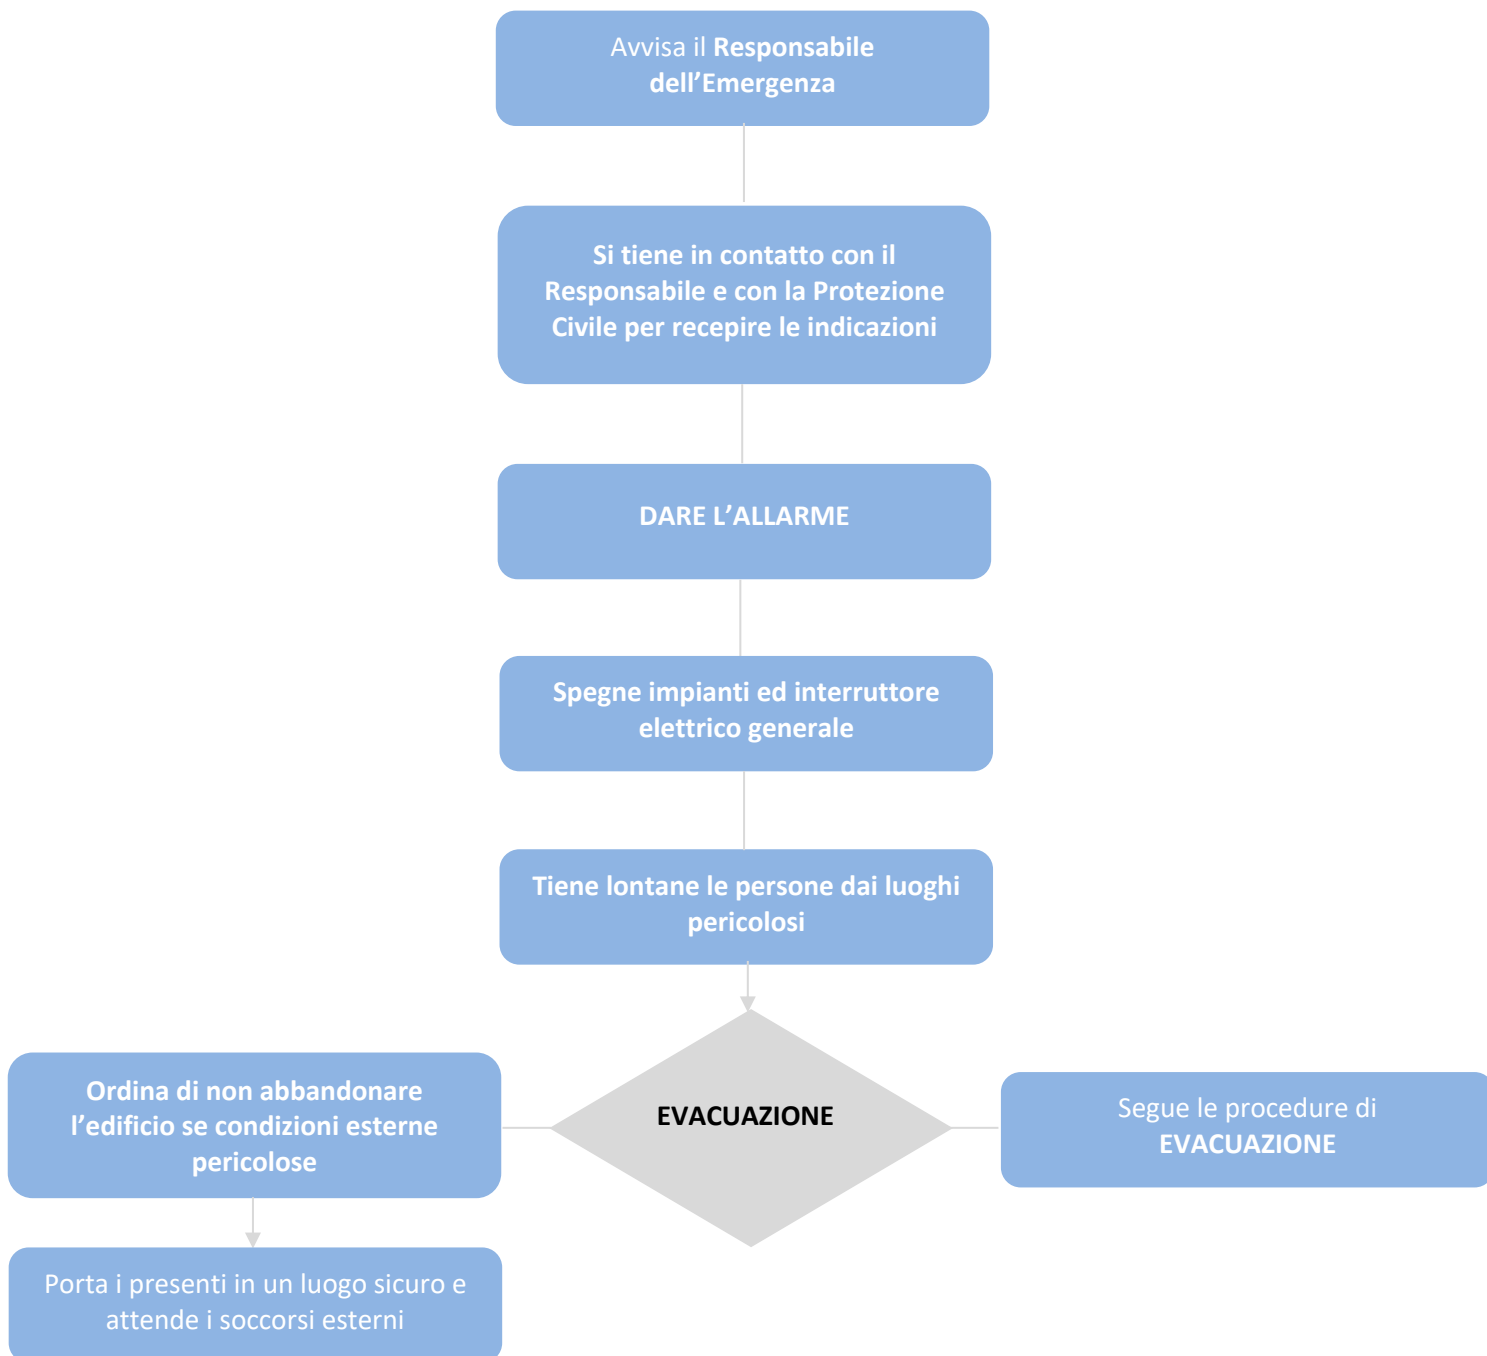 Avvisa il Responsabile
dell’Emergenza
Si tiene in contatto con il
Responsabile e con la Protezione
Civile per recepire le indicazioni
DARE L’ALLARME
Spegne impianti ed interruttore
elettrico generale
Tiene lontane le persone dai luoghi
pericolosi
EVACUAZIONE
Ordina di non abbandonare
l’edificio se condizioni esterne
pericolose
Segue le procedure di
EVACUAZIONE
Porta i presenti in un luogo sicuro e
attende i soccorsi esterni